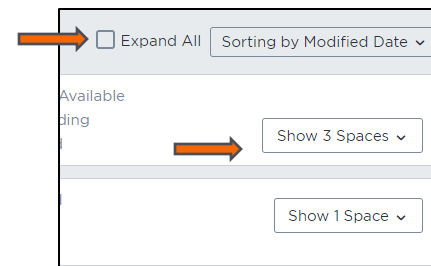 Expand All Sorting by Modified Date
Available
ding
Show 3 Spaces
Show 1 Space